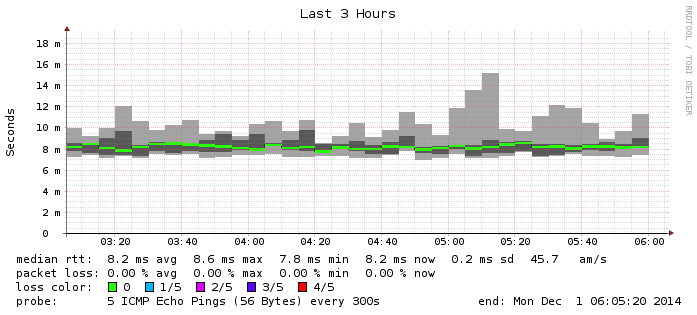 Last 3 Hours
RRDTOOL / TOBI OETIKER
Seconds
18 m
16 m
14 m
12 m
10 m
8 m
6 m
4 m
2 m
0
03:20 03:40 04:00 04:20 04:40 05:00 05:20 05:40 06:00
median rtt: 8.2 ms avg 8.6 ms max 7.8 ms min 8.2 ms now 0.2 ms sd 45.7 am/s
packet loss: 0.00 % avg 0.00 % max 0.00 % min 0.00 % now
loss color: 0 1/5 2/5 3/5 4/5
probe: 5 ICMP Echo Pings (56 Bytes) every 300s end: Mon Dec 1 06:05:20 2014